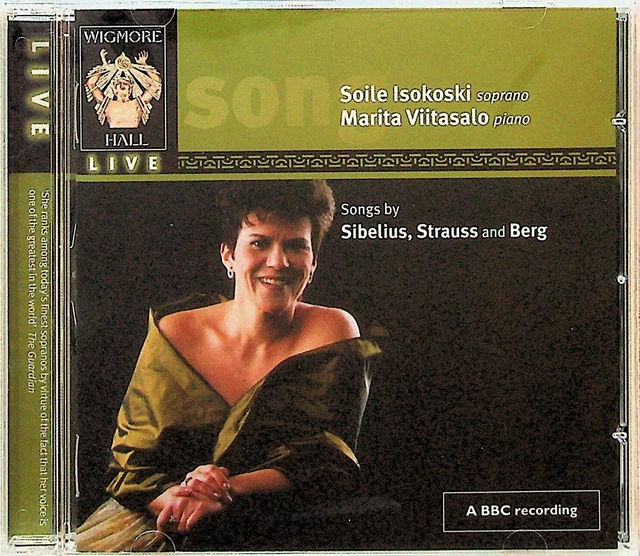 LIVE
'She ranks among today's finest sopranos by virtue of the fact that her voice is
one of the greatest in the world' The Guardian
WIGMORE
HALL
LIVE
song
Soile Isokoski soprano
Marita Viitasalo piano
Songs by
Sibelius, Strauss and Berg
A BBC recording